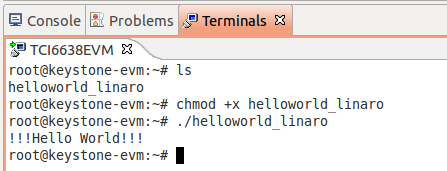 Console Problems Terminals
TCI6638EVM
root@keystone-evm:~# ls
helloworld_linaro
root@keystone-evm:~# chmod +x helloworld_linaro
root@keystone-evm:~# ./helloworld_linaro
!!!Hello World!!!
root@keystone-evm:~#